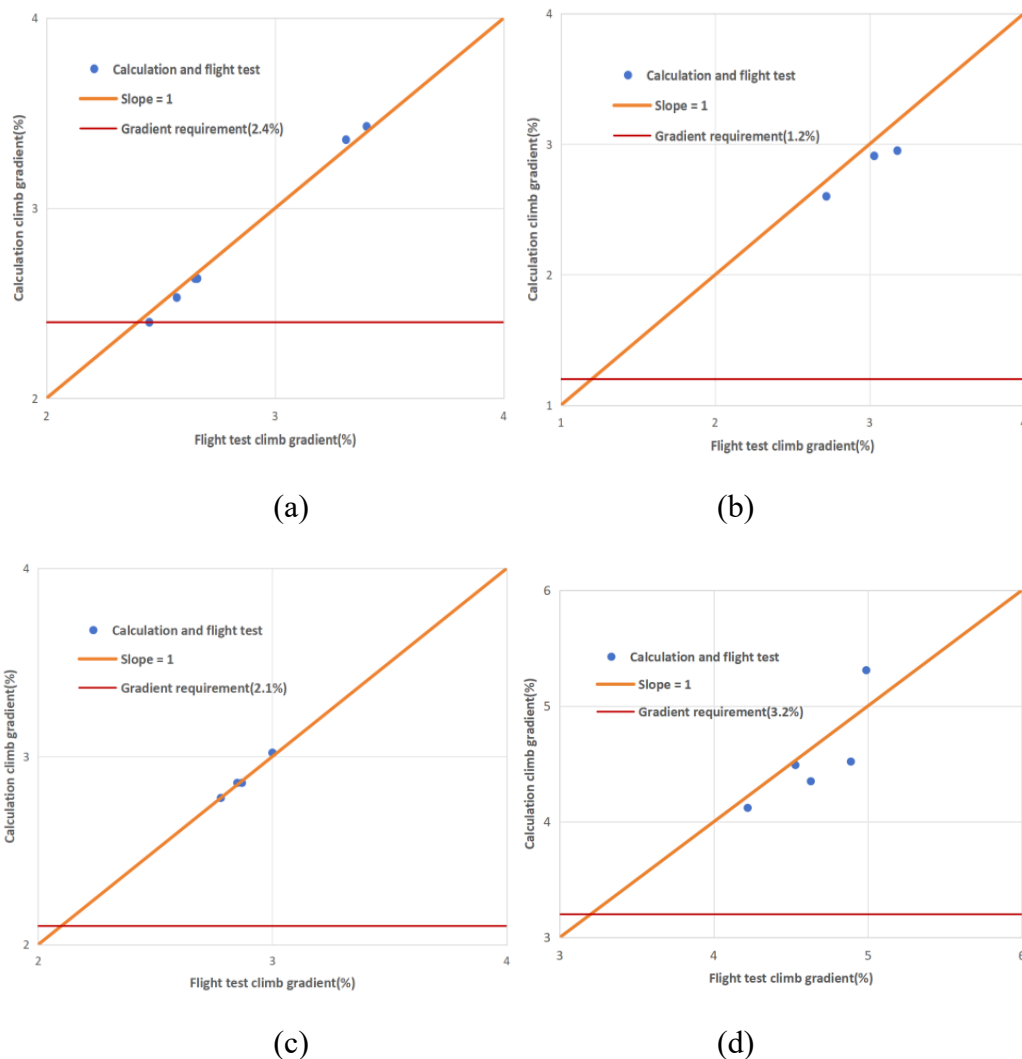 4
Calculation and flight test
Slope = 1
Gradient requirement(2.4%)
Calculation climb gradient(%)
3
2
2
3
4
Flight test climb gradient(%)
(a)
4
Calculation and flight test
Slope = 1
Gradient requirement(1.2%)
Calculation climb gradient(%)
3
2
1
1
2
3
4
Flight test climb gradient(%)
(b)
4
Calculation and flight test
Slope = 1
Gradient requirement(2.1%)
Calculation climb gradient(%)
3
2
2
3
4
Flight test climb gradient(%)
(c)
6
Calculation and flight test
Slope = 1
Gradient requirement(3.2%)
Calculation climb gradient(%)
5
4
3
3
4
5
6
Flight test climb gradient(%)
(d)